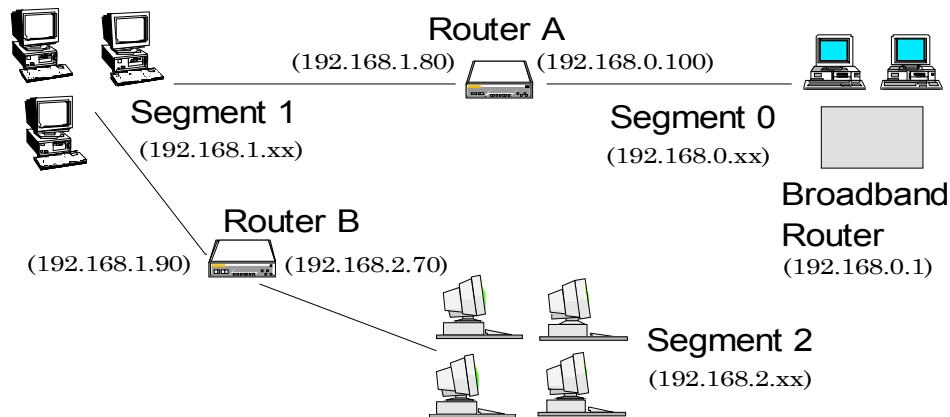 Router A
(192.168.1.80)
(192.168.0.100)
Segment 1
(192.168.1.xx)
Segment 0
(192.168.0.xx)
Broadband
Router
(192.168.0.1)
Router B
(192.168.1.90)
(192.168.2.70)
Segment 2
(192.168.2.xx)